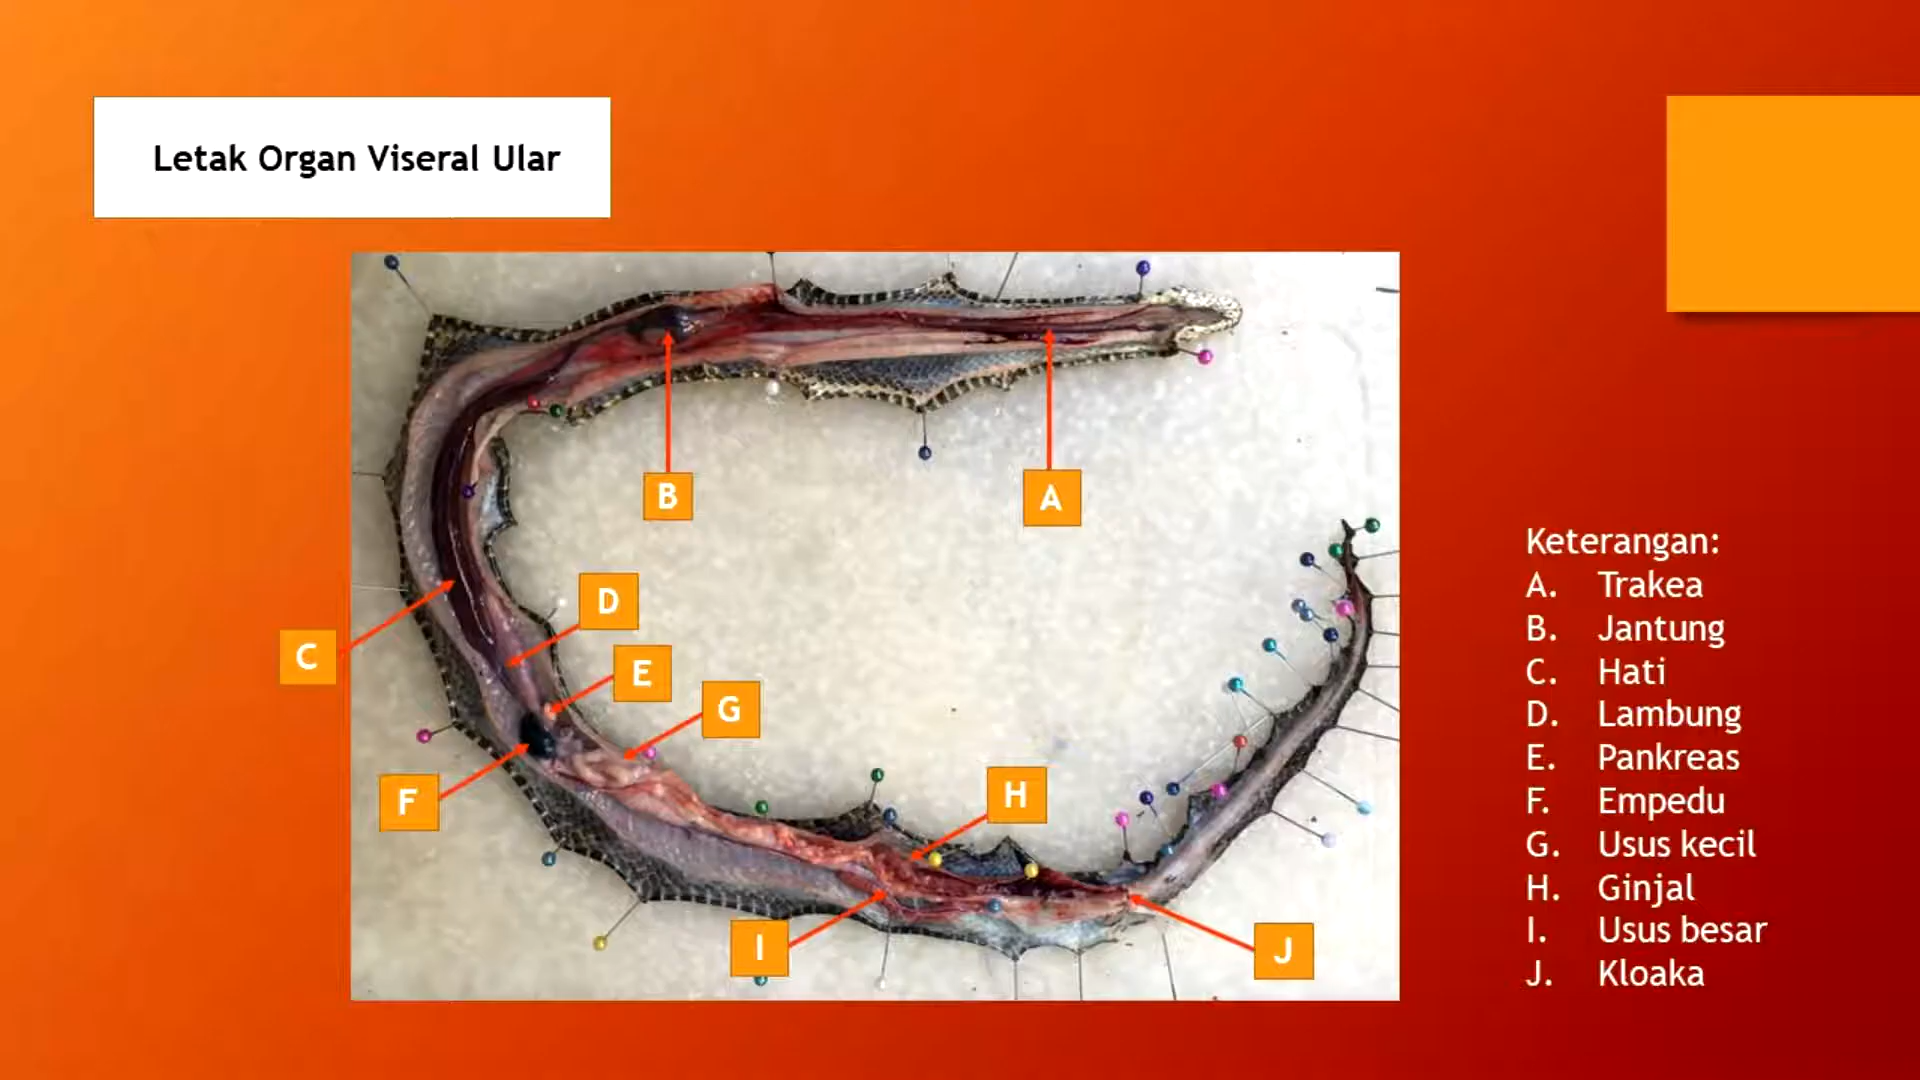 Letak Organ Viseral Ular
B
A
D
C
E
G
F
H
I
J
Keterangan:
A. Trakea
B. Jantung
C. Hati
D. Lambung
E. Pankreas
F. Empedu
G. Usus kecil
H. Ginjal
I. Usus besar
J. Kloaka